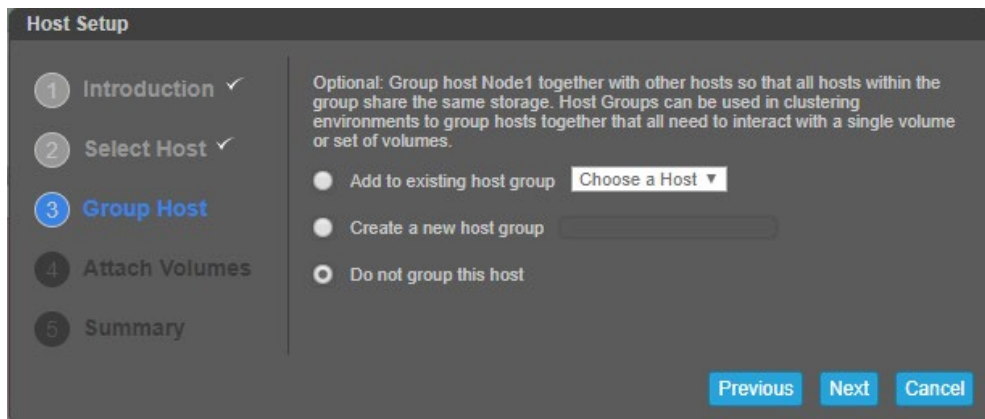 Host Setup
1 Introduction
2 Select Host
3 Group Host
4 Attach Volumes
5 Summary
Optional: Group host Node1 together with other hosts so that all hosts within the
group share the same storage. Host Groups can be used in clustering
environments to group hosts together that all need to interact with a single volume
or set of volumes.
Add to existing host group Choose a Host
Create a new host group
Do not group this host
Previous Next Cancel